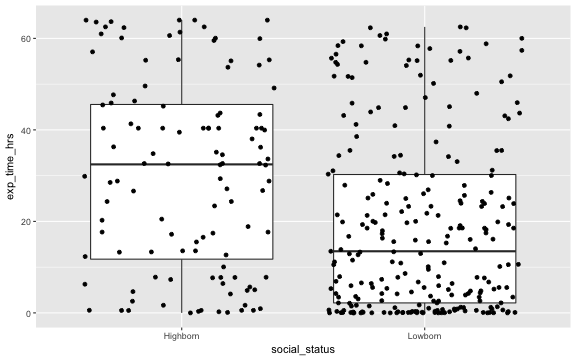 60
40
20
0
exp_time_hrs
Highborn
Lowborn
social_status